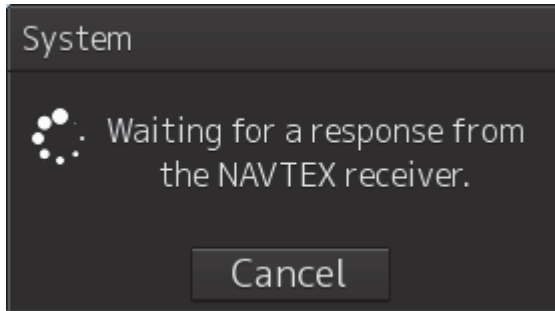 System
Waiting for a response from
the NAVTEX receiver.
Cancel